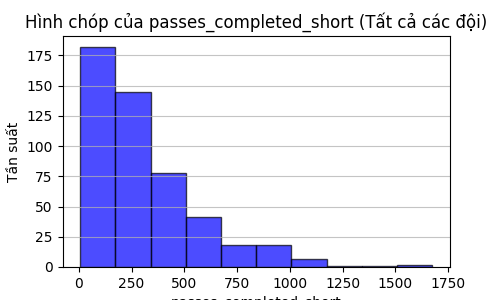 Hình chóp của passes_completed_short (Tất cả các đội)
Tần suất
175
150
125
100
75
50
25
0
0 250 500 750 1000 1250 1500 1750
passes_completed_short